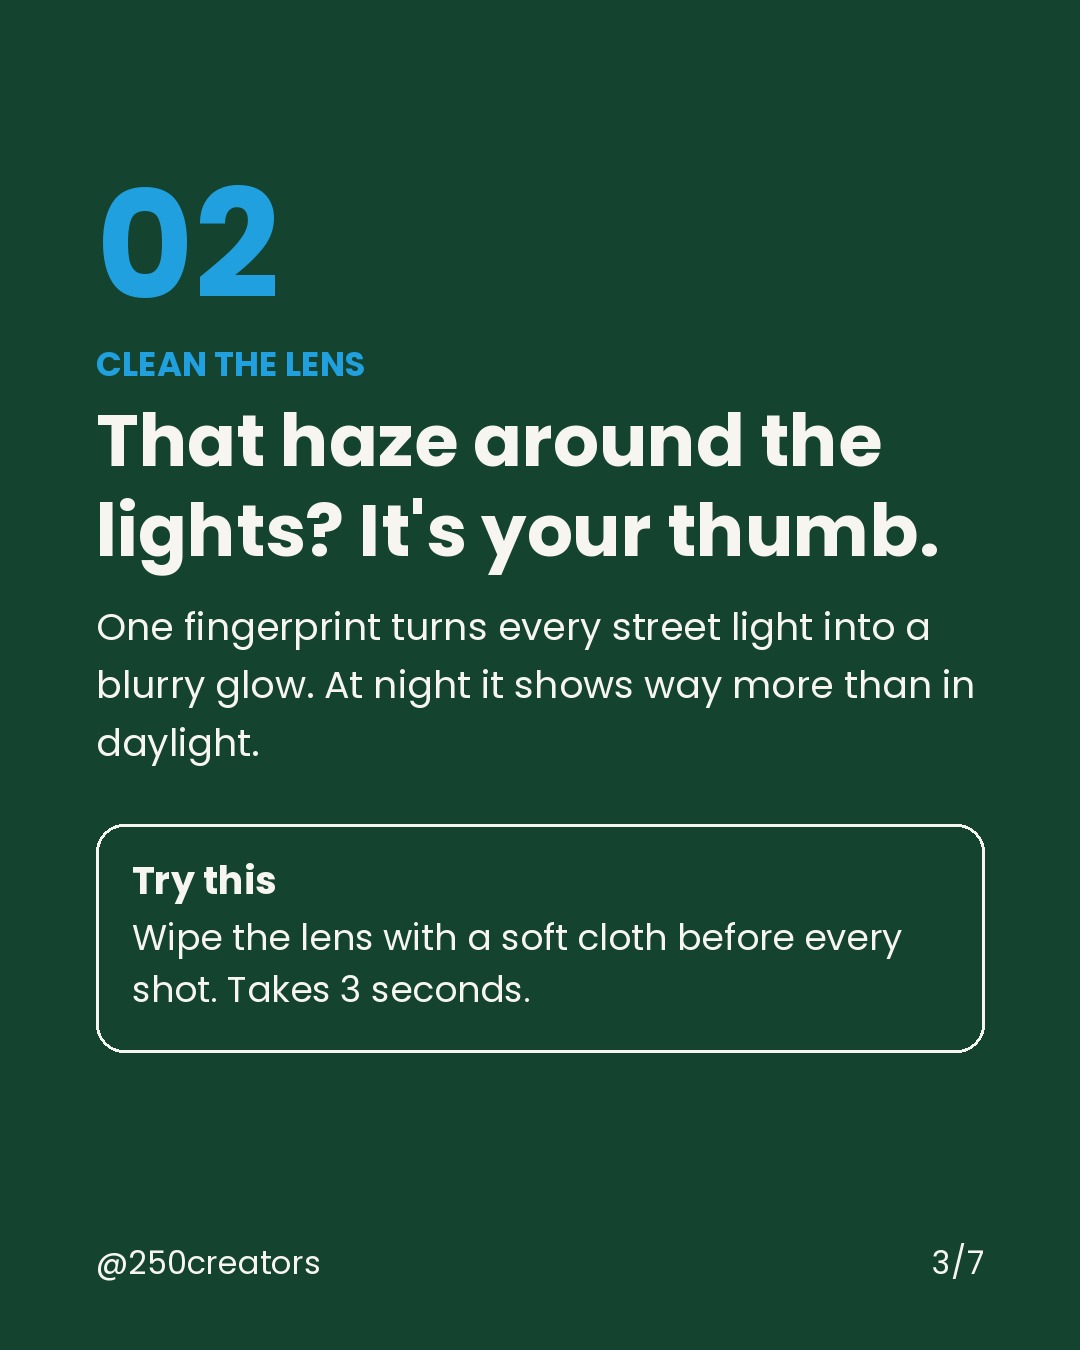 02
CLEAN THE LENS
That haze around the
lights? It's your thumb.
One fingerprint turns every street light into a
blurry glow. At night it shows way more than in
daylight.
Try this
Wipe the lens with a soft cloth before every
shot. Takes 3 seconds.
@250creators
3/7